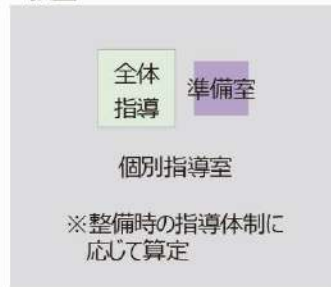 全体
指導
準備室
個別指導室
※整備時の指導体制に
応じて算定